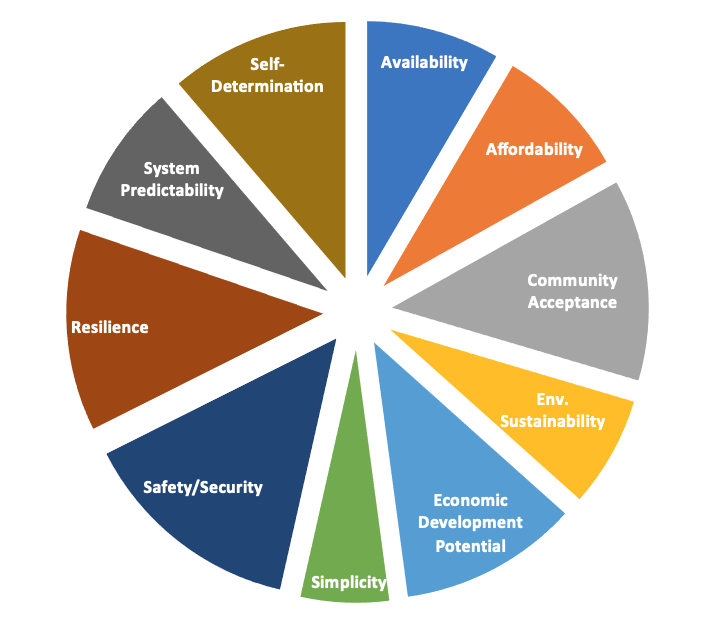 Availability
Affordability
Community
Acceptance
Env.
Sustainability
Economic
Development
Potential
Simplicity
Safety/Security
Resilience
System
Predictability
Self-
Determination